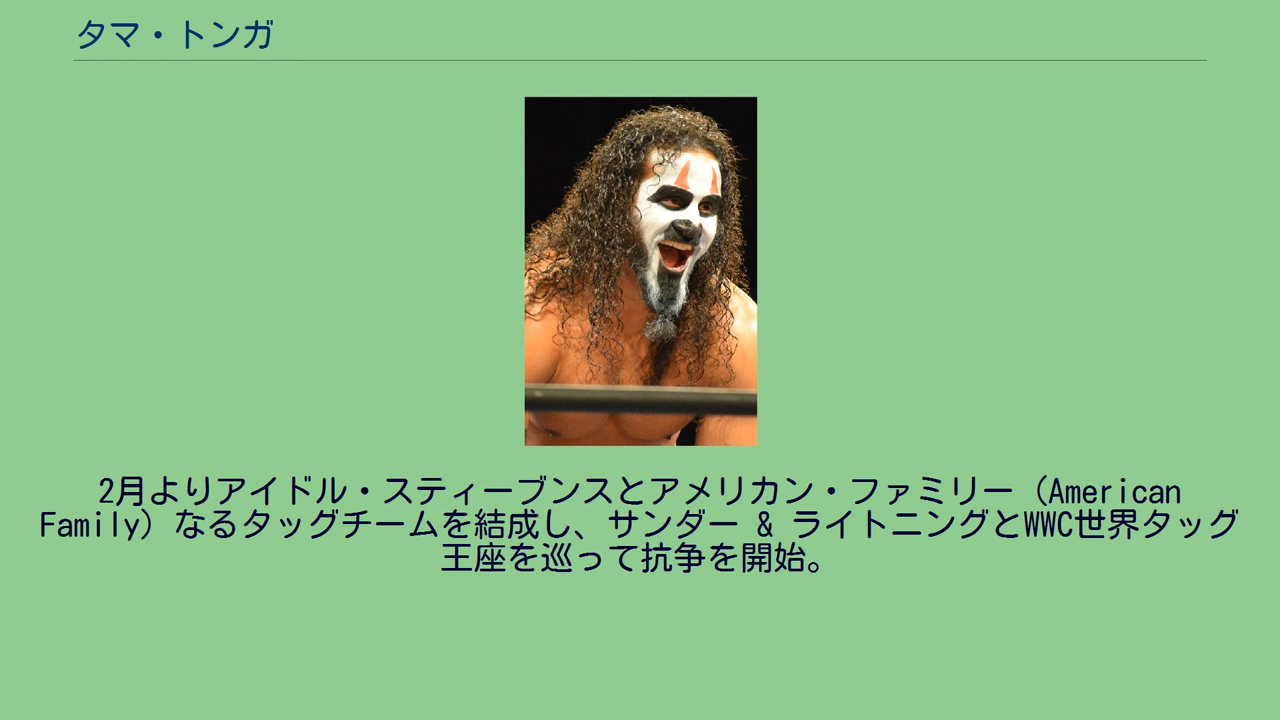 タマ・トンガ
2月よりアイドル・スティーブンスとアメリカン・ファミリー（American
Family）なるタッグチームを結成し、サンダー & ライトニングとWWC世界タッグ
王座を巡って抗争を開始。